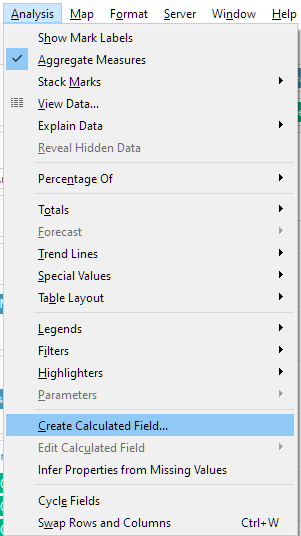 Analysis Map Format Server Window Help
Show Mark Labels
Aggregate Measures
Stack Marks
View Data...
Explain Data
Reveal Hidden Data
Percentage Of
Totals
Forecast
Trend Lines
Special Values
Table Layout
Legends
Filters
Highlighters
Parameters
Create Calculated Field...
Edit Calculated Field
Infer Properties from Missing Values
Cycle Fields
Swap Rows and Columns Ctrl+W